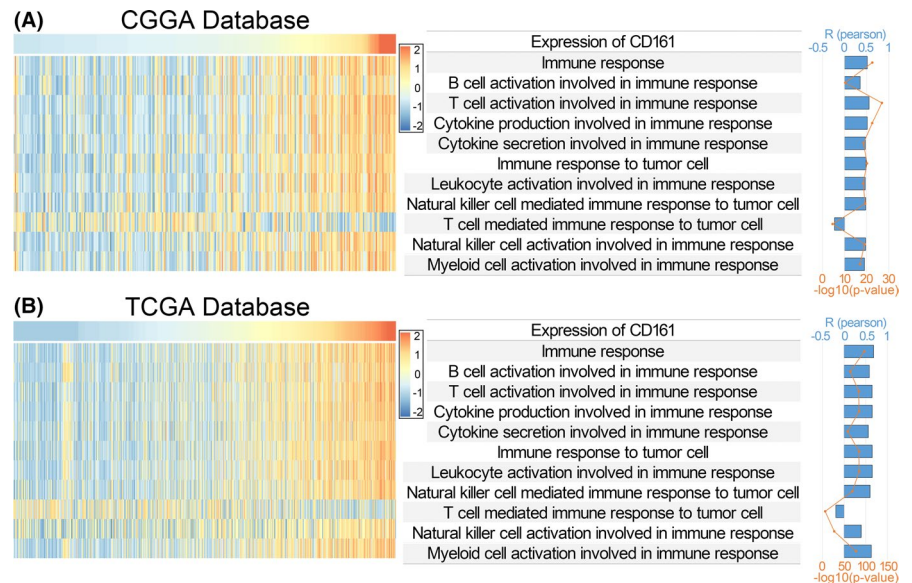 (A) CGGA Database
R (pearson)
-0.5 0 0.5 1
2
1
0
-1
-2
Expression of CD161
Immune response
B cell activation involved in immune response
T cell activation involved in immune response
Cytokine production involved in immune response
Cytokine secretion involved in immune response
Immune response to tumor cell
Leukocyte activation involved in immune response
Natural killer cell mediated immune response to tumor cell
T cell mediated immune response to tumor cell
Natural killer cell activation involved in immune response
Myeloid cell activation involved in immune response
0 10 20 30
-log10(p-value)
(B) TCGA Database
R (pearson)
-0.5 0 0.5 1
2
1
0
-1
-2
Expression of CD161
Immune response
B cell activation involved in immune response
T cell activation involved in immune response
Cytokine production involved in immune response
Cytokine secretion involved in immune response
Immune response to tumor cell
Leukocyte activation involved in immune response
Natural killer cell mediated immune response to tumor cell
T cell mediated immune response to tumor cell
Natural killer cell activation involved in immune response
Myeloid cell activation involved in immune response
0 50 100 150
-log10(p-value)